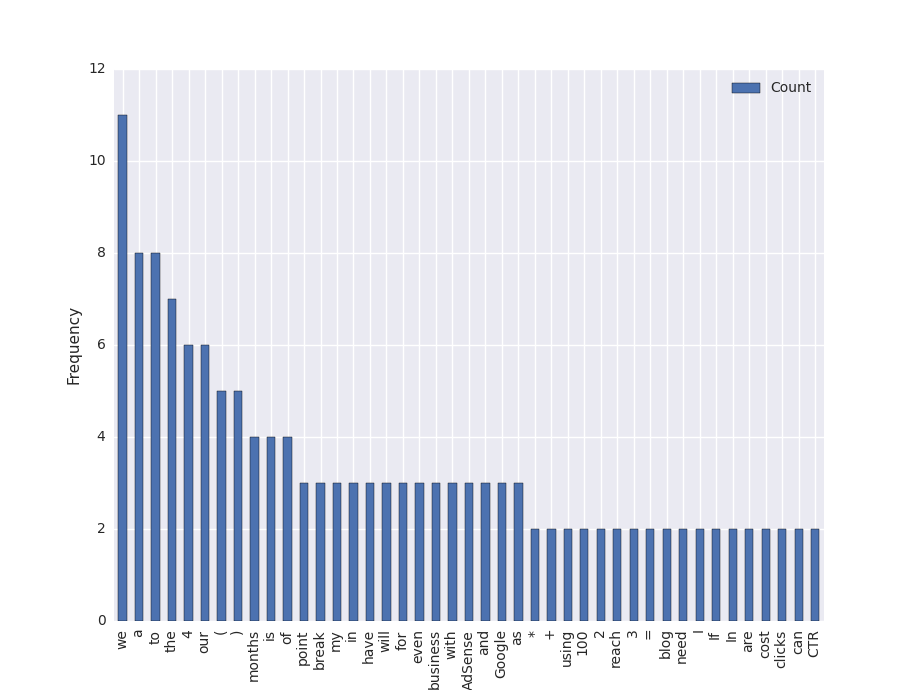 12
Count
10
8
6
4
2
0
Frequency
we
a
to
the
4
our
(
)
months
is
of
point
break
my
in
have
will
for
even
business
with
AdSense
and
Google
as
*
+
using
100
2
reach
3
=
blog
need
I
If
In
are
cost
clicks
can
CTR